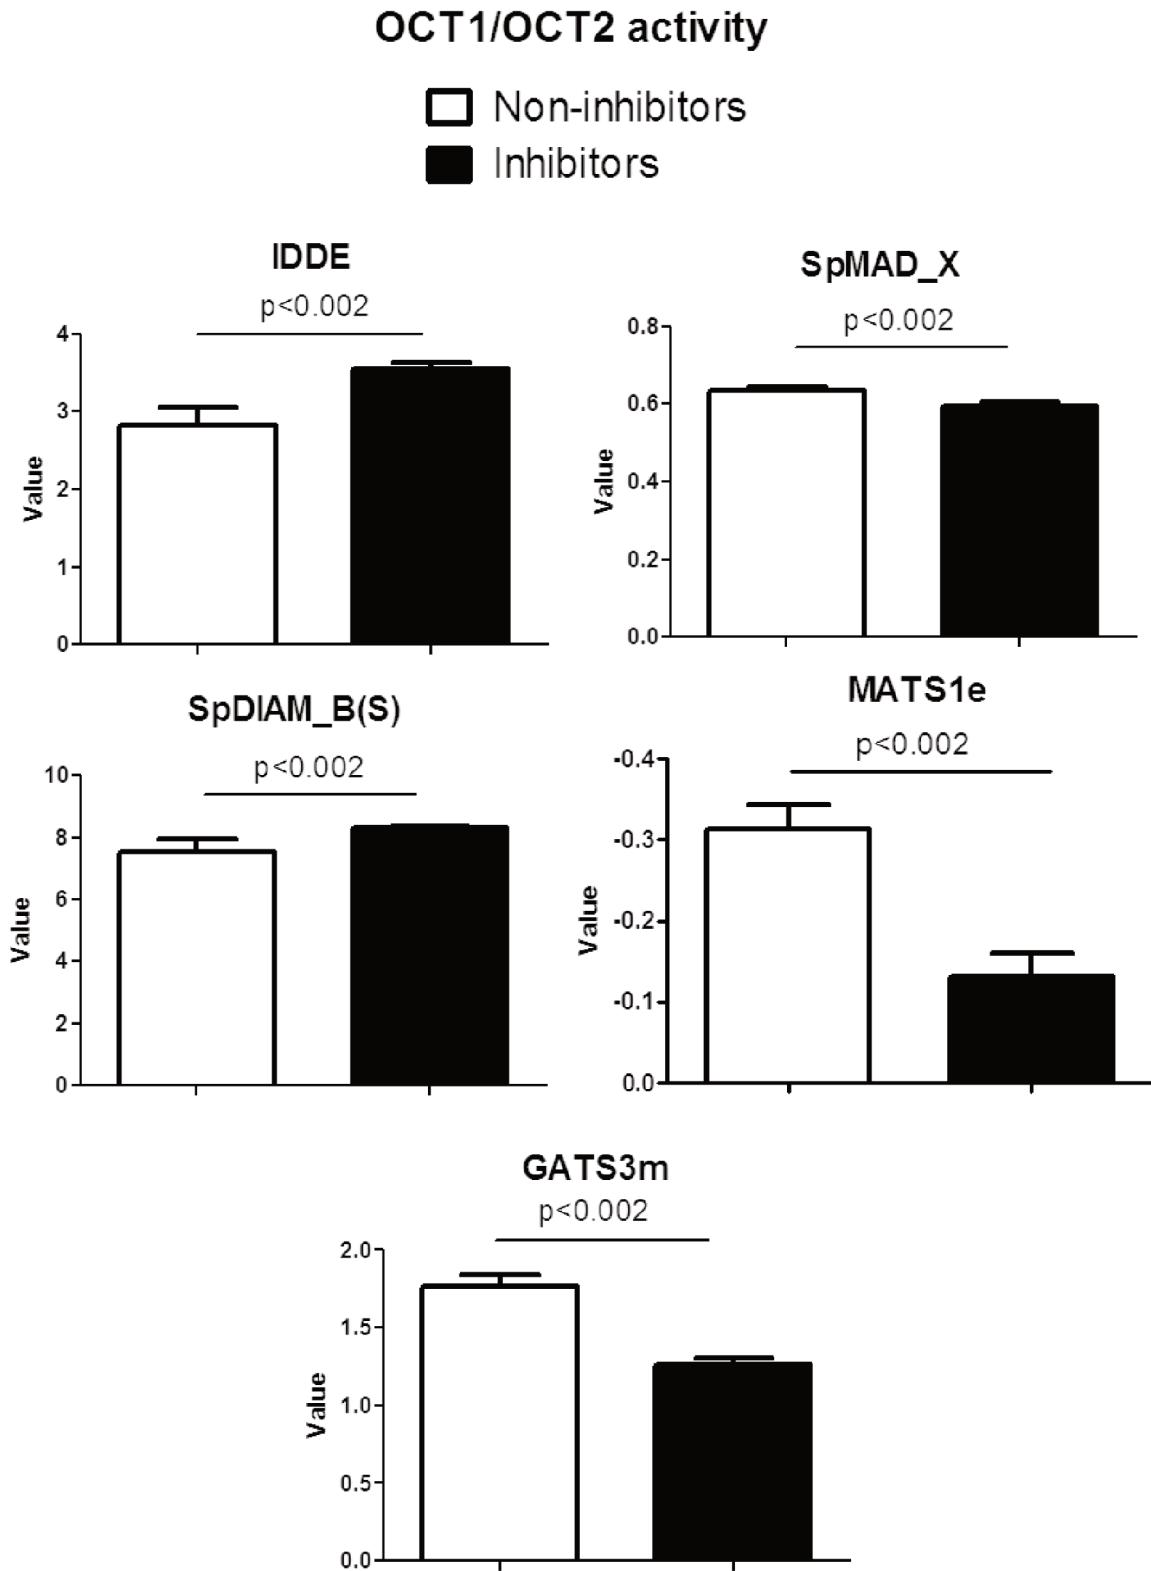 OCT1/OCT2 activity
Non-inhibitors
Inhibitors
IDDE
p<0.002
Value
4
3
2
1
0
SpMAD_X
p<0.002
Value
0.8
0.6
0.4
0.2
0.0
SpDIAM_B(S)
p<0.002
Value
10
8
6
4
2
0
MATS1e
p<0.002
Value
-0.4
-0.3
-0.2
-0.1
0.0
GATS3m
p<0.002
Value
2.0
1.5
1.0
0.5
0.0